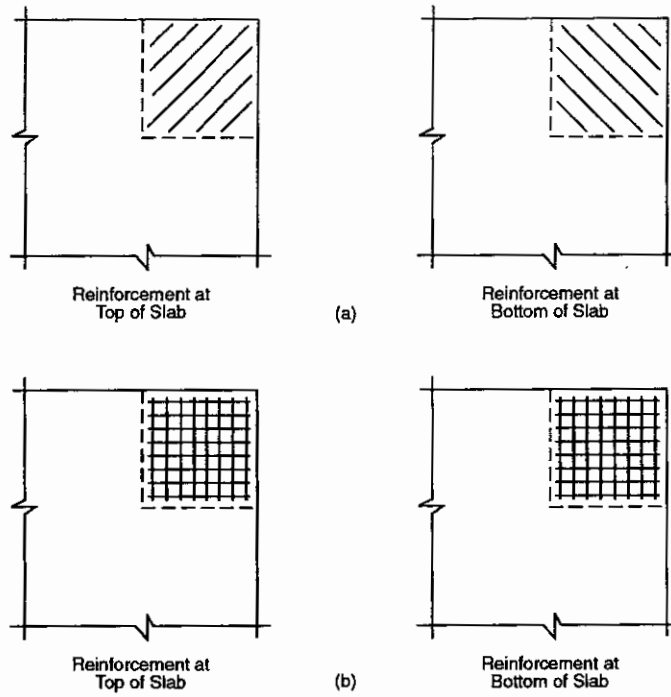 Reinforcement at
Top of Slab
(a)
Reinforcement at
Bottom of Slab
Reinforcement at
Top of Slab
(b)
Reinforcement at
Bottom of Slab